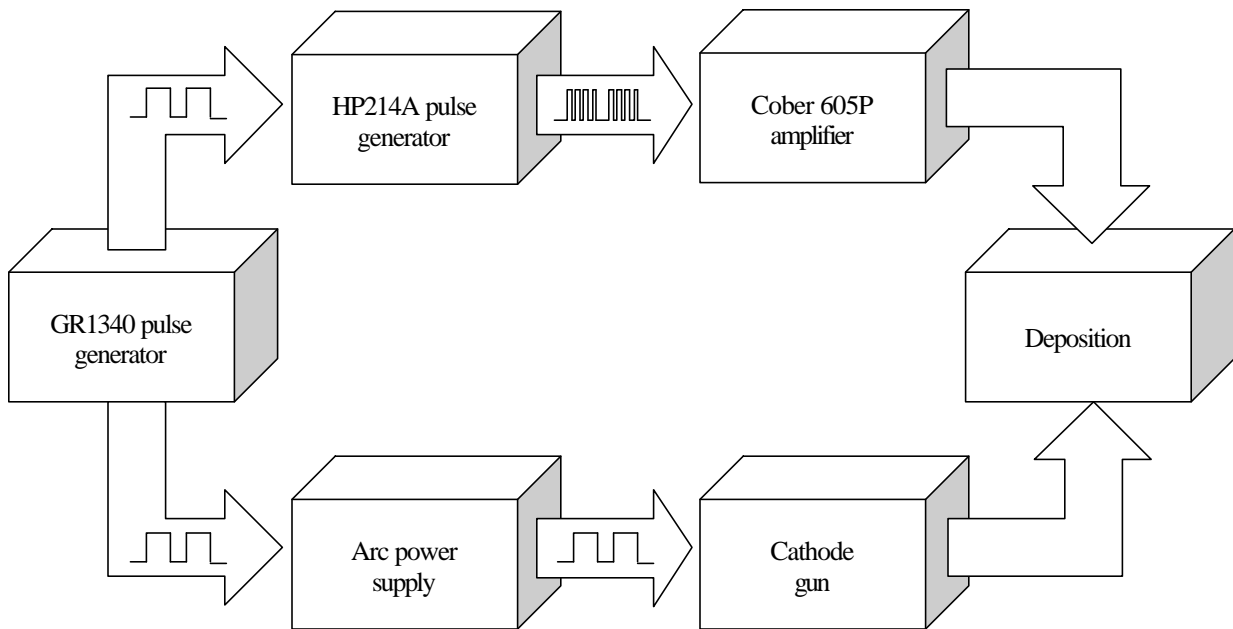 HP214A pulse
generator
Cober 605P
amplifier
GR1340 pulse
generator
Deposition
Arc power
supply
Cathode
gun